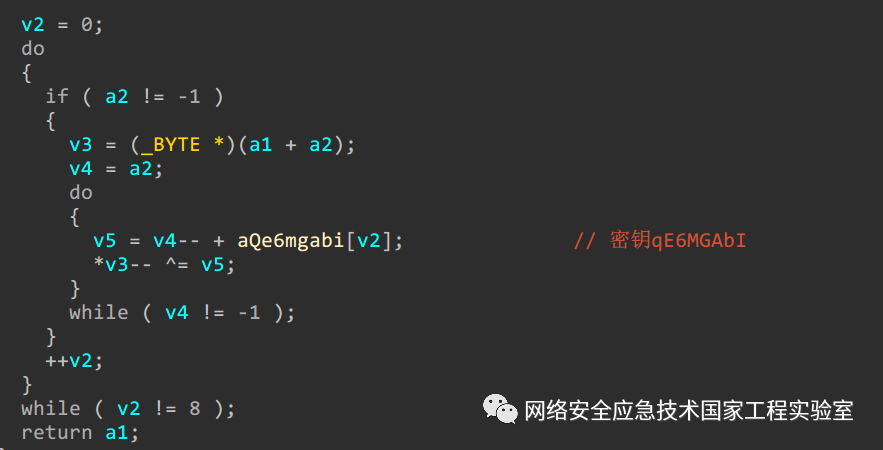 v2 = 0;
do
{
if ( a2 != -1 )
{
v3 = (_BYTE *)(a1 + a2);
v4 = a2;
do
{
v5 = v4-- + aQe6mgabi[v2]; // 密钥qE6MGAbI
*v3-- ^= v5;
}
while ( v4 != -1 );
}
++v2;
}
while ( v2 != 8 );
return a1;
网络安全应急技术国家工程实验室